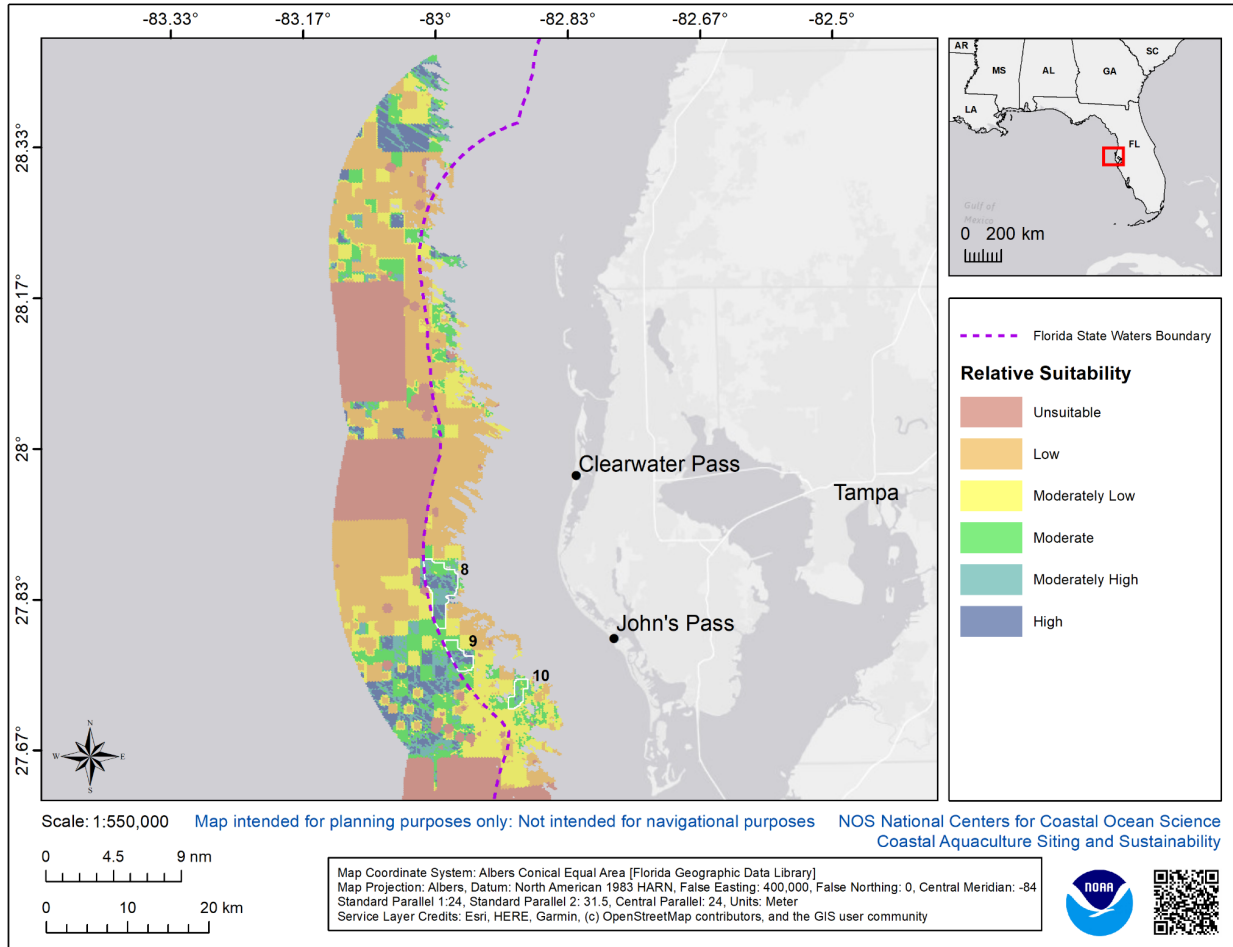 -83.33°
-83.17°
-83°
-82.83°
-82.67°
-82.5°
28.33°
28.17°
28°
27.83°
27.67°
Clearwater Pass
Tampa
8
John's Pass
9
10
N
W
E
S
AR
MS
AL
GA
SC
LA
FL
Gulf of
Mexico
0 200 km
Florida State Waters Boundary
Relative Suitability
Unsuitable
Low
Moderately Low
Moderate
Moderately High
High
Scale: 1:550,000
Map intended for planning purposes only: Not intended for navigational purposes
NOS National Centers for Coastal Ocean Science
Coastal Aquaculture Siting and Sustainability
0 4.5 9 nm
0 10 20 km
Map Coordinate System: Albers Conical Equal Area [Florida Geographic Data Library]
Map Projection: Albers, Datum: North American 1983 HARN, False Easting: 400,000, False Northing: 0, Central Meridian: -84
Standard Parallel 1:24, Standard Parallel 2: 31.5, Central Parallel: 24, Units: Meter
Service Layer Credits: Esri, HERE, Garmin, (c) OpenStreetMap contributors, and the GIS user community
NOAA